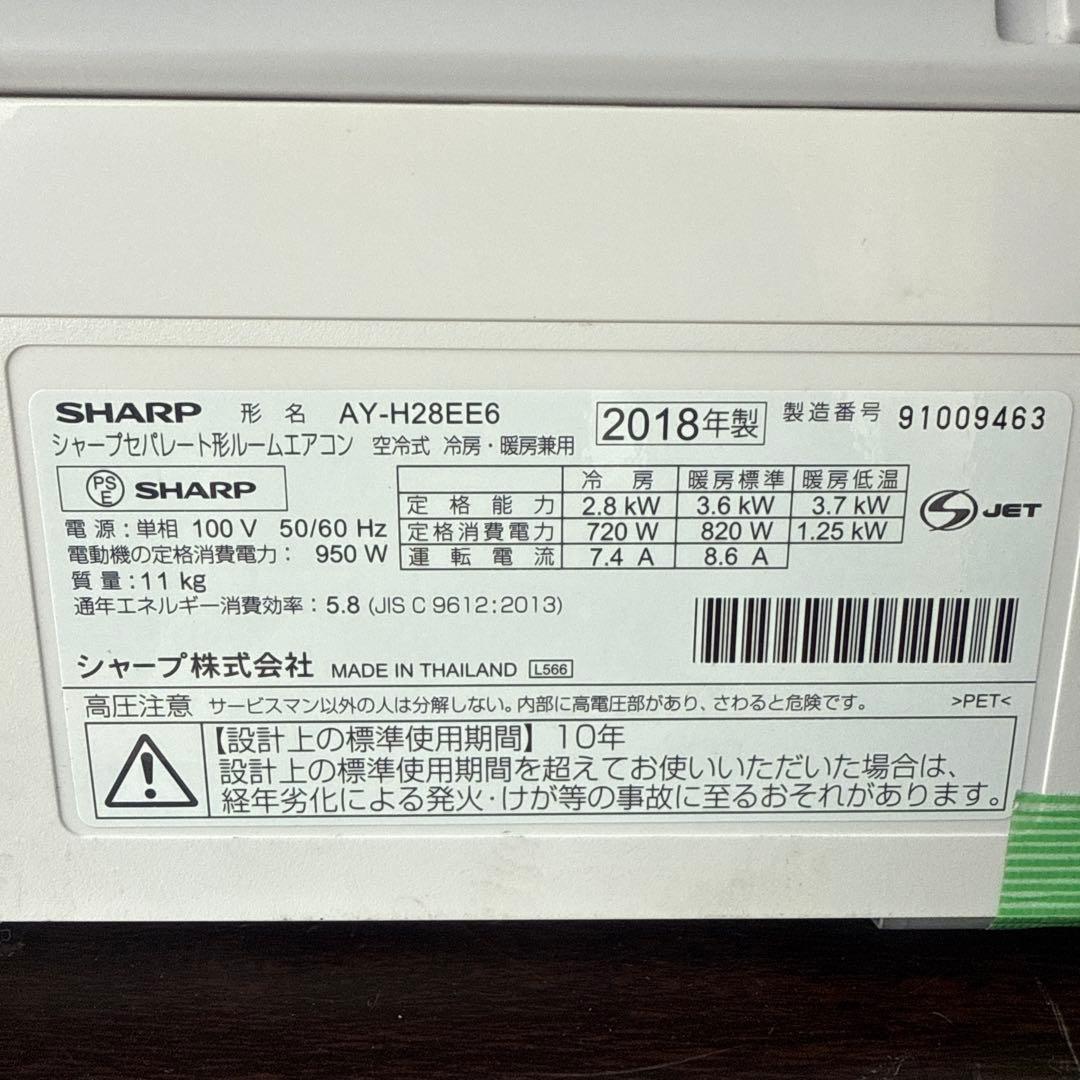 SHARP 形名 AY-H28EE6 2018年製 製造番号 91009463
シャープセパレート形ルームエアコン 空冷式 冷房・暖房兼用
PS E SHARP
冷房 暖房標準 暖房低温
定格能力 2.8 kW 3.6 kW 3.7 kW
定格消費電力 720 W 820 W 1.25 kW
運転電流 7.4 A 8.6 A
JET
電源:単相 100 V 50/60 Hz
電動機の定格消費電力: 950 W
質量:11 kg
通年エネルギー消費効率:5.8 (JIS C 9612:2013)
シャープ株式会社 MADE IN THAILAND L566
高圧注意 サービスマン以外の人は分解しない。内部に高電圧部があり、さわると危険です。 >PET<
【設計上の標準使用期間】10年
設計上の標準使用期間を超えてお使いいただいた場合は、
経年劣化による発火・けが等の事故に至るおそれがあります。